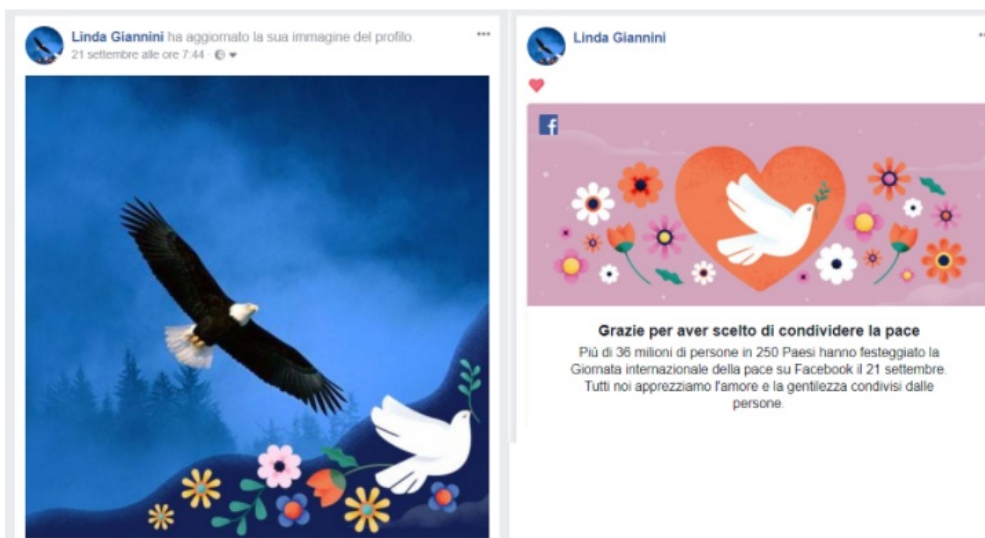 Linda Giannini ha aggiornato la sua immagine del profilo.
21 settembre alle ore 7:44
Linda Giannini
Grazie per aver scelto di condividere la pace
Più di 36 milioni di persone in 250 Paesi hanno festeggiato la
Giornata internazionale della pace su Facebook il 21 settembre.
Tutti noi apprezziamo l'amore e la gentilezza condivisi dalle
persone.